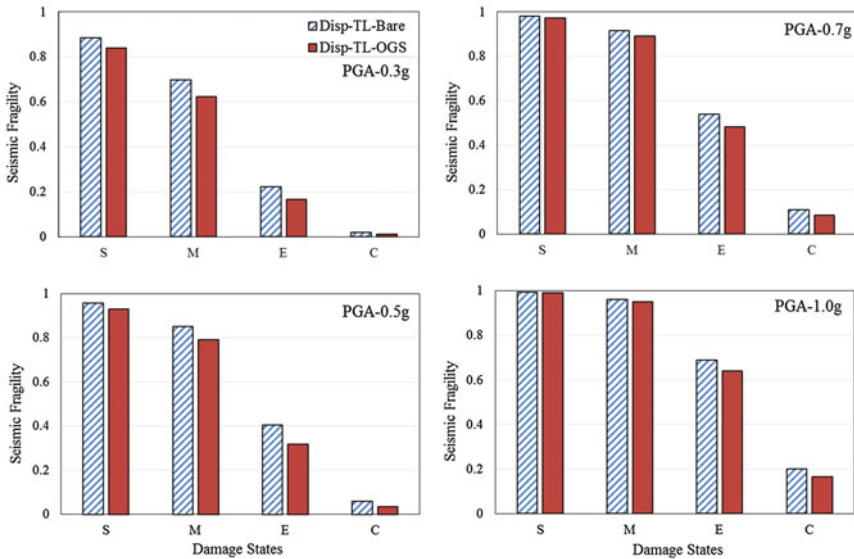 1
0.8
0.6
0.4
0.2
0
Seismic Fragility
Disp-TL-Bare
Disp-TL-OGS
PGA-0.3g
S M E C
1
0.8
0.6
0.4
0.2
0
Seismic Fragility
PGA-0.7g
S M E C
1
0.8
0.6
0.4
0.2
0
Seismic Fragility
PGA-0.5g
S M E C
Damage States
1
0.8
0.6
0.4
0.2
0
Seismic Fragility
PGA-1.0g
S M E C
Damage States